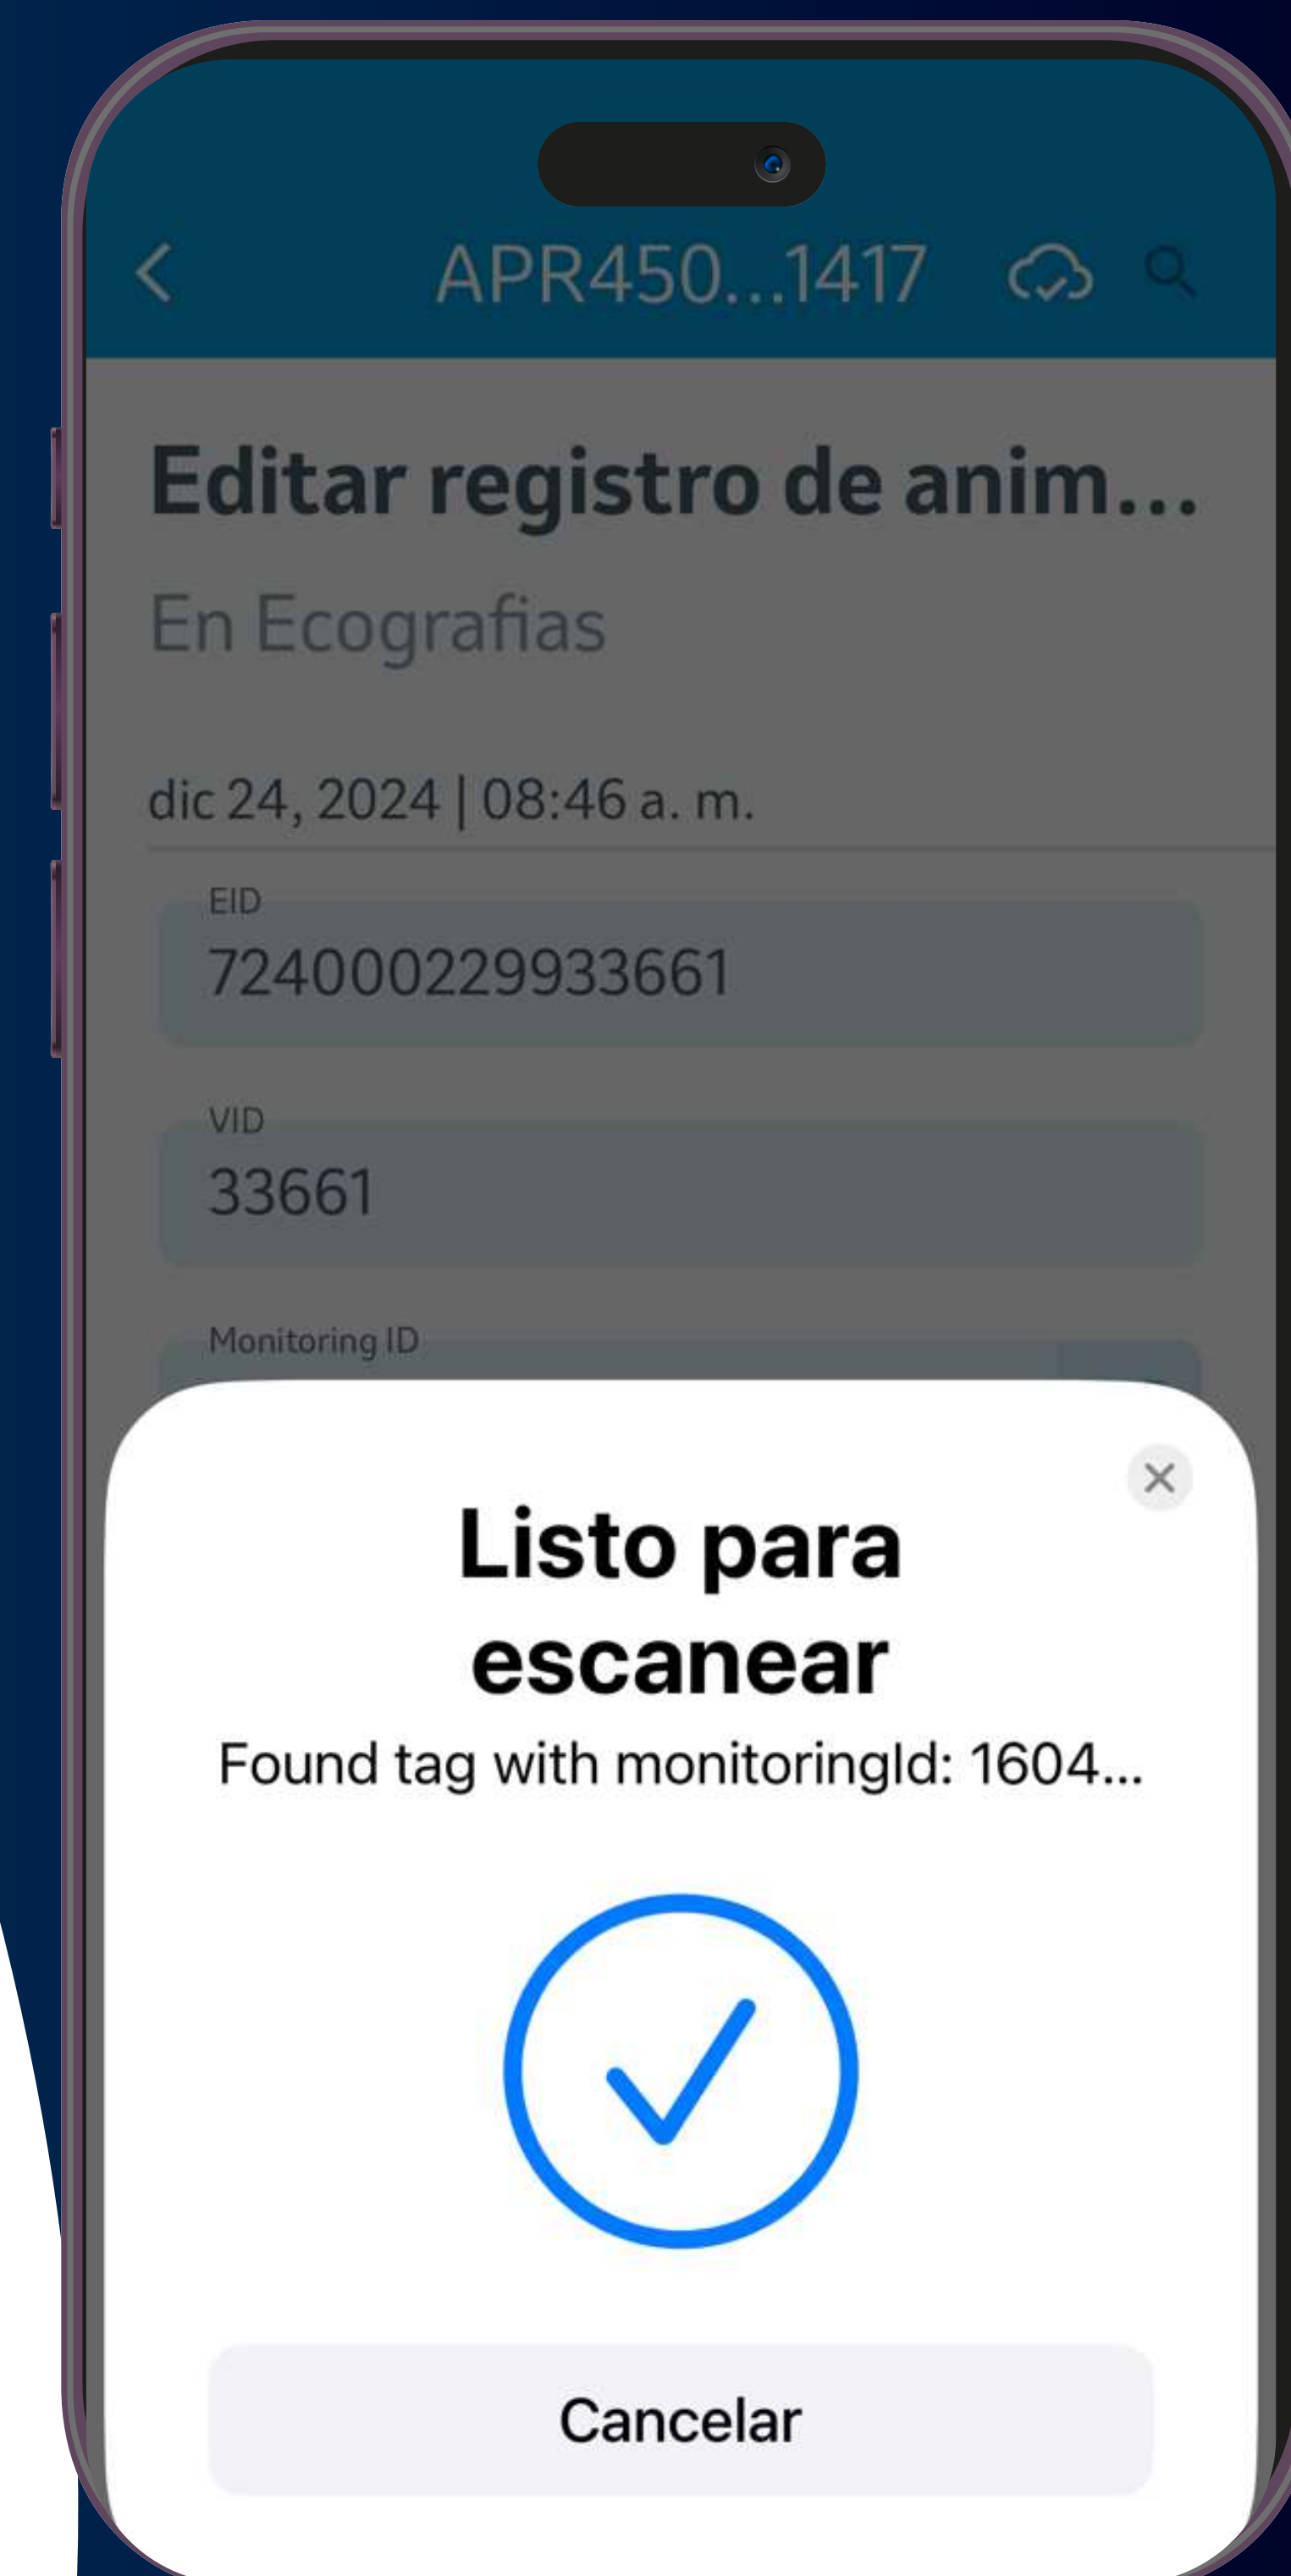 APR450...1417
Editar registro de anim...
En Ecografias
dic 24, 2024 | 08:46 a. m.
EID
724000229933661
VID
33661
Monitoring ID
Listo para
escanear
Found tag with monitoringId: 1604...
Cancelar